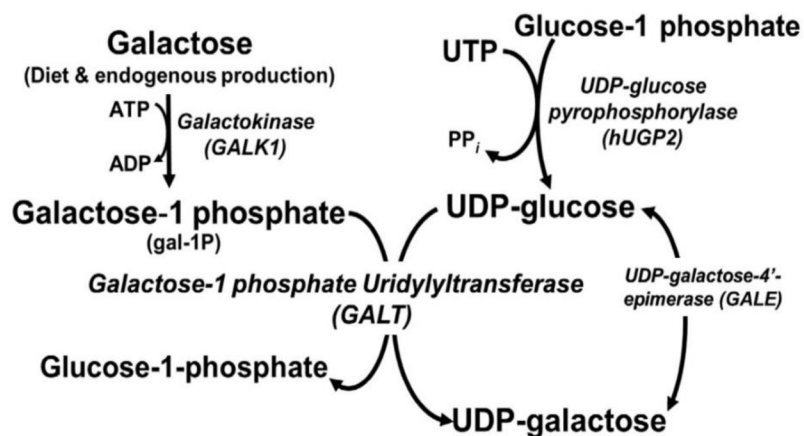 Galactose
(Diet & endogenous production)
ATP
Galactokinase
(GALK1)
ADP
Galactose-1 phosphate
(gal-1P)
Glucose-1 phosphate
UTP
UDP-glucose
pyrophosphorylase
(hUGP2)
PPi
UDP-glucose
Galactose-1 phosphate Uridylyltransferase
(GALT)
UDP-galactose-4'-
epimerase (GALE)
Glucose-1-phosphate
UDP-galactose